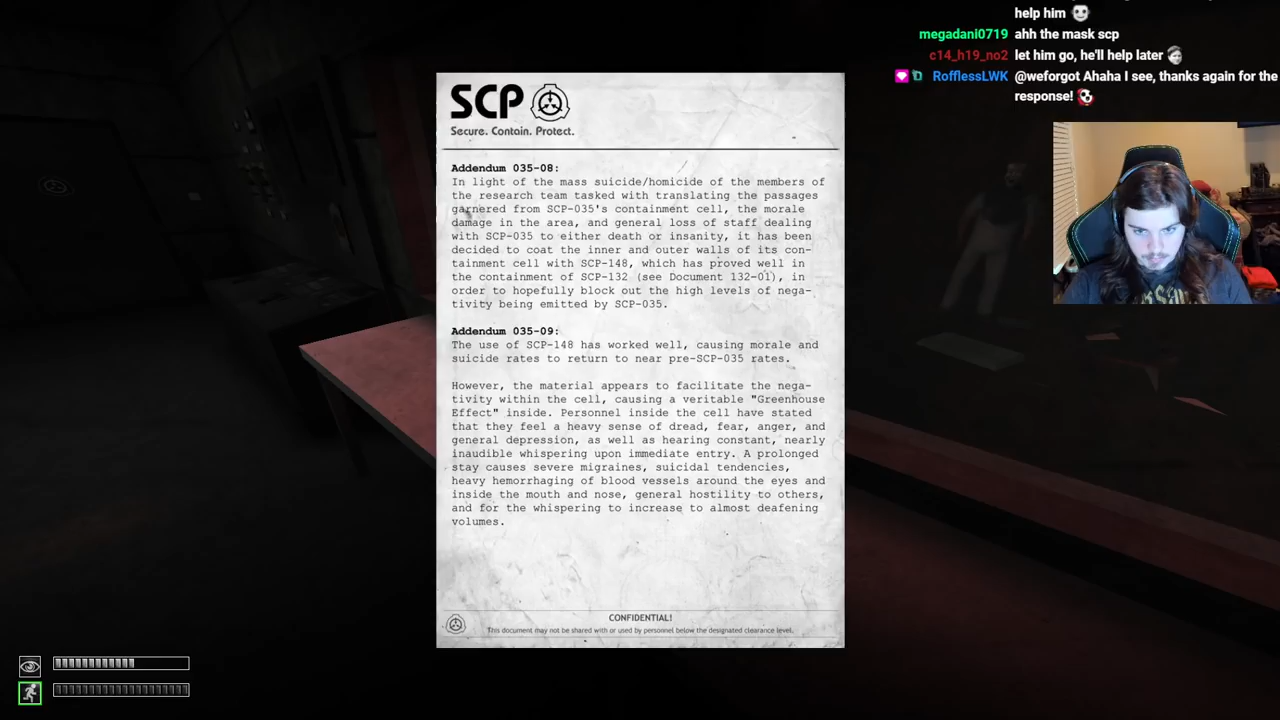 help him
megadani0719 ahh the mask scp
c14_h19_no2 let him go, he'll help later
RofflesLWK @weforgot Ahaha I see, thanks again for the
response!
SCP
Secure. Contain. Protect.
Addendum 035-08:
In light of the mass suicide/homicide of the members of
the research team tasked with translating the passages
garnered from SCP-035's containment cell, the morale
damage in the area, and general loss of staff dealing
with SCP-035 to either death or insanity, it has been
decided to coat the inner and outer walls of its con-
tainment cell with SCP-148, which has proved well in
the containment of SCP-132 (see Document 132-01), in
order to hopefully block out the high levels of nega-
tivity being emitted by SCP-035.
Addendum 035-09:
The use of SCP-148 has worked well, causing morale and
suicide rates to return to near pre-SCP-035 rates.
However, the material appears to facilitate the nega-
tivity within the cell, causing a veritable "Greenhouse
Effect" inside. Personnel inside the cell have stated
that they feel a heavy sense of dread, fear, anger, and
general depression, as well as hearing constant, nearly
inaudible whispering upon immediate entry. A prolonged
stay causes severe migraines, suicidal tendencies,
heavy hemorrhaging of blood vessels around the eyes and
inside the mouth and nose, general hostility to others,
and for the whispering to increase to almost deafening
volumes.
CONFIDENTIAL!
This document may not be shared with or used by personnel below the designated clearance level.